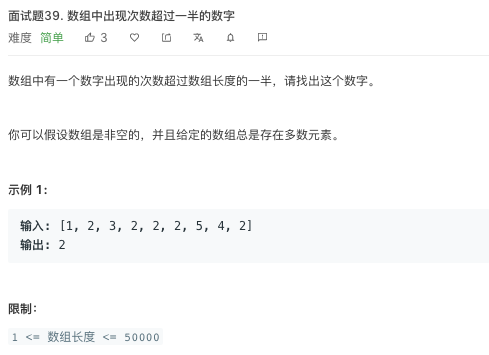 面试题39. 数组中出现次数超过一半的数字
难度 简单 3
数组中有一个数字出现的次数超过数组长度的一半，请找出这个数字。
你可以假设数组是非空的，并且给定的数组总是存在多数元素。
示例 1:
输入: [1, 2, 3, 2, 2, 2, 5, 4, 2]
输出: 2
限制：
1 <= 数组长度 <= 50000